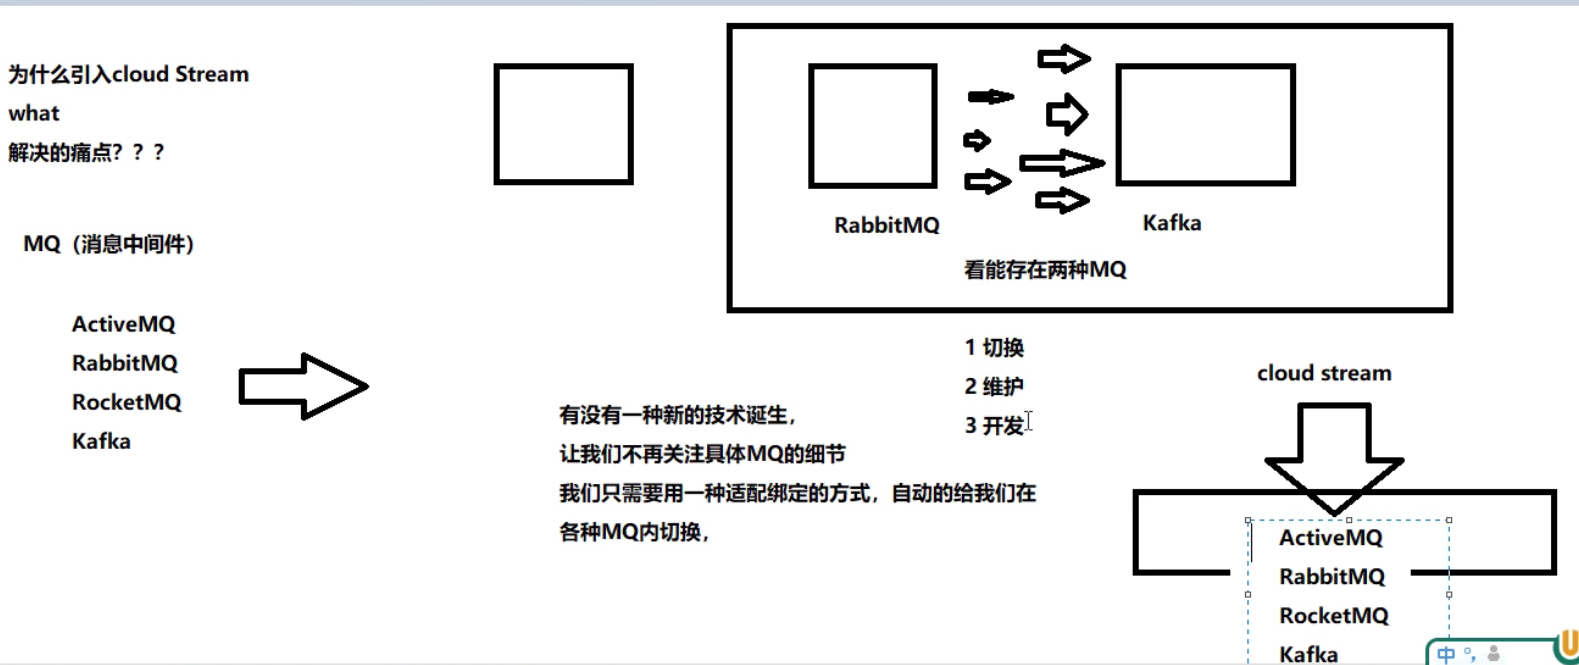 为什么引入cloud Stream
what
解决的痛点？？？
MQ（消息中间件）
ActiveMQ
RabbitMQ
RocketMQ
Kafka
RabbitMQ
Kafka
看能存在两种MQ
1 切换
2 维护
3 开发
有没有一种新的技术诞生，
让我们不再关注具体MQ的细节
我们只需要用一种适配绑定的方式，自动的给我们在
各种MQ内切换，
cloud stream
ActiveMQ
RabbitMQ
RocketMQ
Kafka
中 °,
U